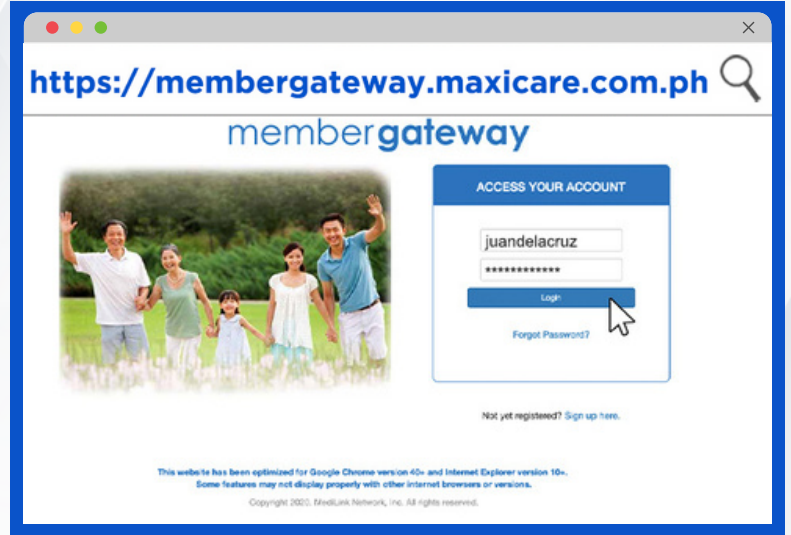 https://membergateway.maxicare.com.ph
membergateway
ACCESS YOUR ACCOUNT
juandelacruz
************
Login
Forgot Password?
Not yet registered? Sign up here.
This website has been optimized for Google Chrome version 40+ and Internet Explorer version 10+.
Some features may not display properly with other internet browsers or versions.
Copyright 2020. MediLink Network, Inc. All rights reserved.